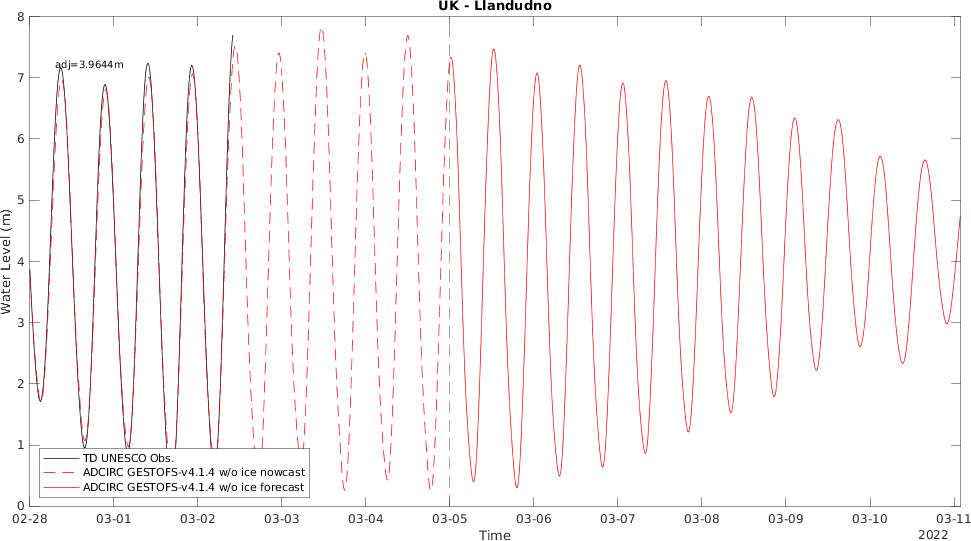 UK - Llandudno
adj=3.9644m
Water Level (m)
8
7
6
5
4
3
2
1
0
TD UNESCO Obs.
ADCIRC GESTOFS-v4.1.4 w/o ice nowcast
ADCIRC GESTOFS-v4.1.4 w/o ice forecast
02-28 03-01 03-02 03-03 03-04 03-05 03-06 03-07 03-08 03-09 03-10 03-11
Time
2022